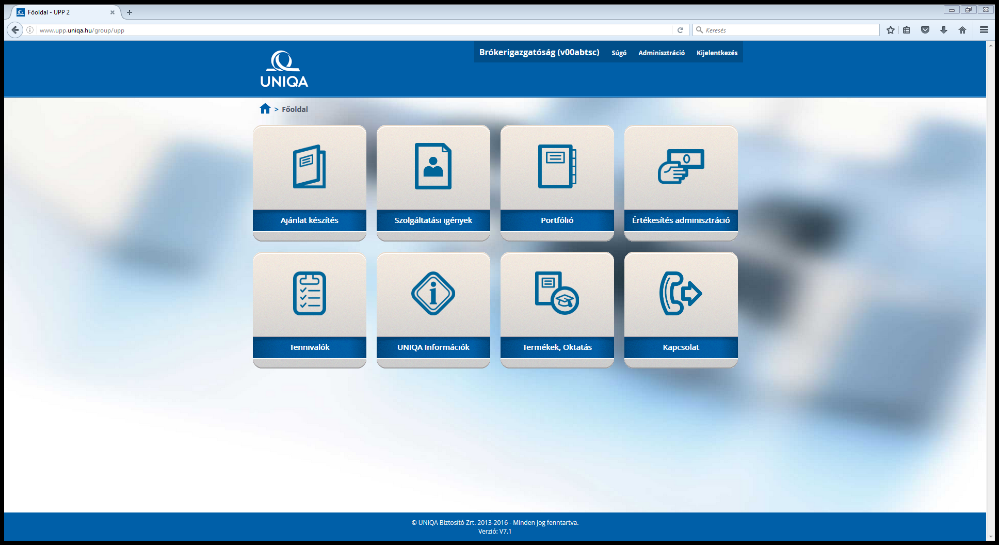 Főoldal - UPP 2
www.upp.uniqa.hu/group/upp
Keresés
Brókerigazgatóság (v00abtsc) Súgó Adminisztráció Kijelentkezés
UNIQA
> Főoldal
Ajánlat készítés
Szolgáltatási igények
Portfólió
Értékesítés adminisztráció
Tennivalók
UNIQA Információk
Termékek, Oktatás
Kapcsolat
© UNIQA Biztosító Zrt. 2013-2016 - Minden jog fenntartva.
Verzió: V7.1